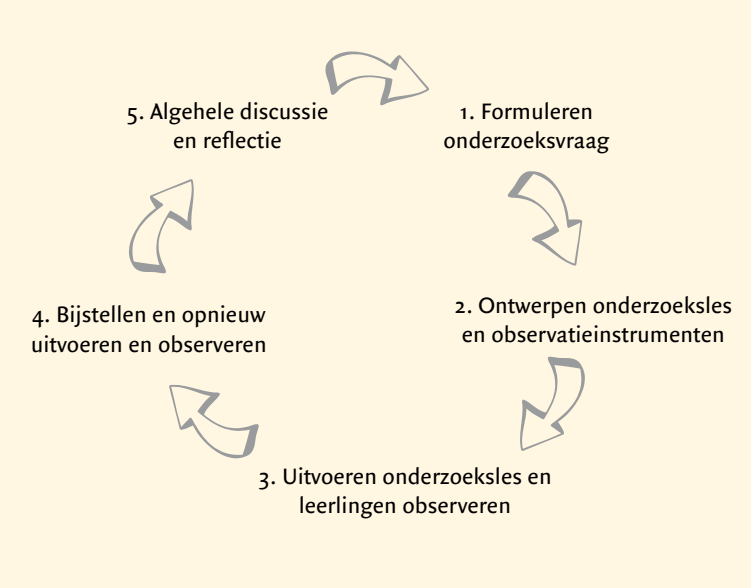 1. Formuleren
onderzoeksvraag
2. Ontwerpen onderzoeksles
en observatieinstrumenten
3. Uitvoeren onderzoeksles en
leerlingen observeren
4. Bijstellen en opnieuw
uitvoeren en observeren
5. Algehele discussie
en reflectie